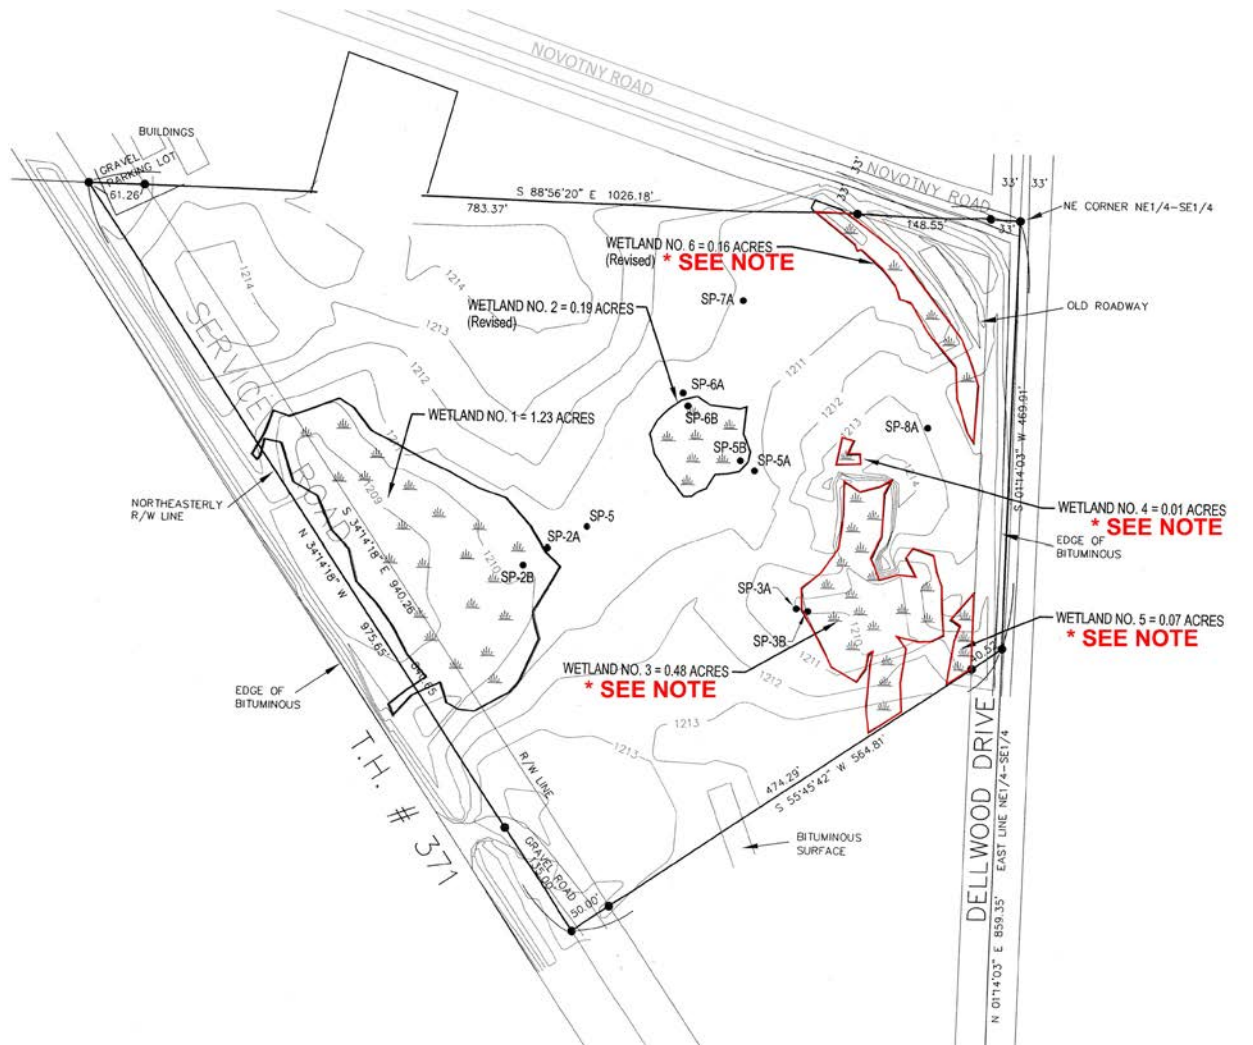 NOVOTNY ROAD
BUILDINGS
GRAVEL
PARKING LOT
61.26'
S 88°56'20" E 1026.18'
783.37'
33'
33'
NOVOTNY ROAD
33'
33'
148.55'
33'
NE CORNER NE1/4-SE1/4
WETLAND NO. 6 = 0.16 ACRES
(Revised) * SEE NOTE
SP-7A
OLD ROADWAY
WETLAND NO. 2 = 0.19 ACRES
(Revised)
1214
1214
1213
1212
1211
1212
1213
1214
SERVICE
ROAD
SP-6A
SP-6B
SP-5B
SP-5A
SP-8A
WETLAND NO. 1 = 1.23 ACRES
S 01°14'03" W 469.91'
NORTHEASTERLY
R/W LINE
1209
1210
S 34°14'18" E 940.26'
N 34°14'18" W
975.65'
SP-5
SP-2A
SP-2B
WETLAND NO. 4 = 0.01 ACRES
* SEE NOTE
EDGE OF
BITUMINOUS
SP-3A
SP-3B
1210
1211
1212
1213
1213
WETLAND NO. 5 = 0.07 ACRES
* SEE NOTE
WETLAND NO. 3 = 0.48 ACRES
* SEE NOTE
EDGE OF
BITUMINOUS
T.H. # 371
R/W LINE
474.29'
S 55°45'42" W 564.81'
BITUMINOUS
SURFACE
GRAVEL ROAD
135.00'
50.00'
DELLWOOD DRIVE
N 01°14'03" E 859.35'
EAST LINE NE1/4-SE1/4